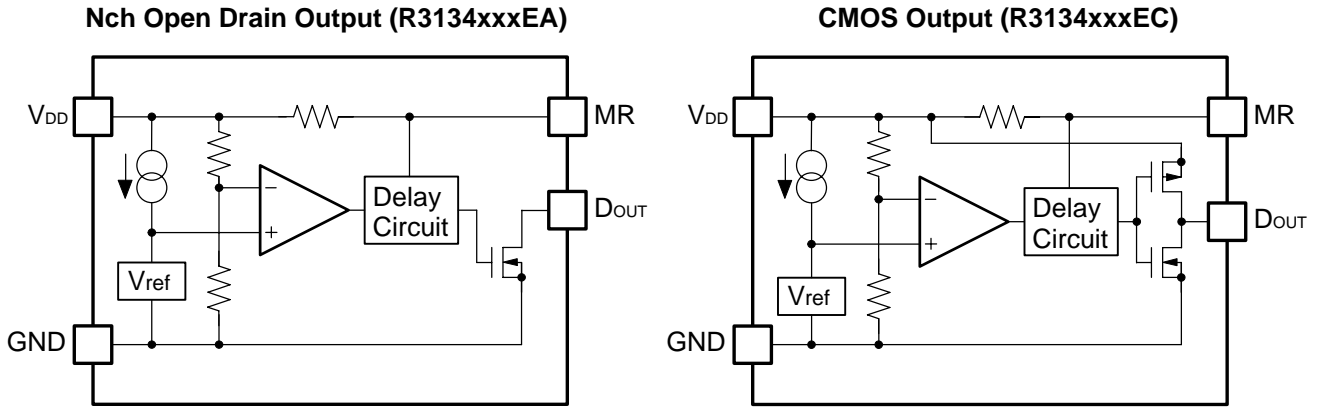 Nch Open Drain Output (R3134xxxEA)
VDD
MR
−
+
Delay
Circuit
DOUT
Vref
GND
CMOS Output (R3134xxxEC)
VDD
MR
−
+
Delay
Circuit
DOUT
Vref
GND